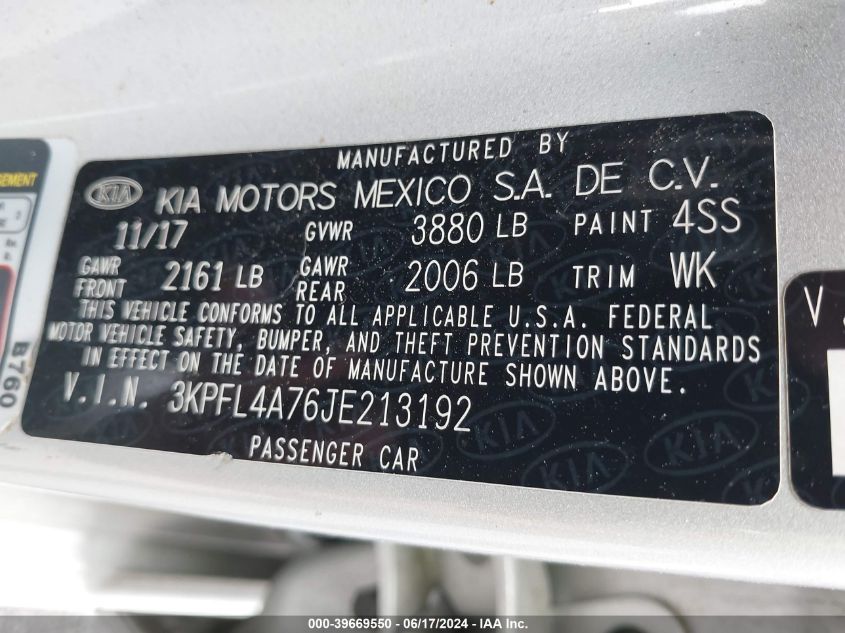 MANUFACTURED BY
KIA KIA MOTORS MEXICO S.A. DE C.V.
11/17 GVWR 3880 LB PAINT 4SS
GAWR FRONT 2161 LB GAWR REAR 2006 LB TRIM WK
THIS VEHICLE CONFORMS TO ALL APPLICABLE U.S.A. FEDERAL
MOTOR VEHICLE SAFETY, BUMPER, AND THEFT PREVENTION STANDARDS
IN EFFECT ON THE DATE OF MANUFACTURE SHOWN ABOVE.
V.I.N. 3KPFL4A76JE213192
PASSENGER CAR
B760
000-39669550 / 06/17/2024 / IAA Inc.